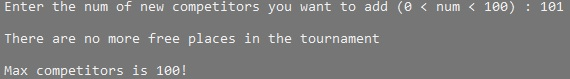 Enter the num of new competitors you want to add (0 < num < 100) : 101
There are no more free places in the tournament
Max competitors is 100!